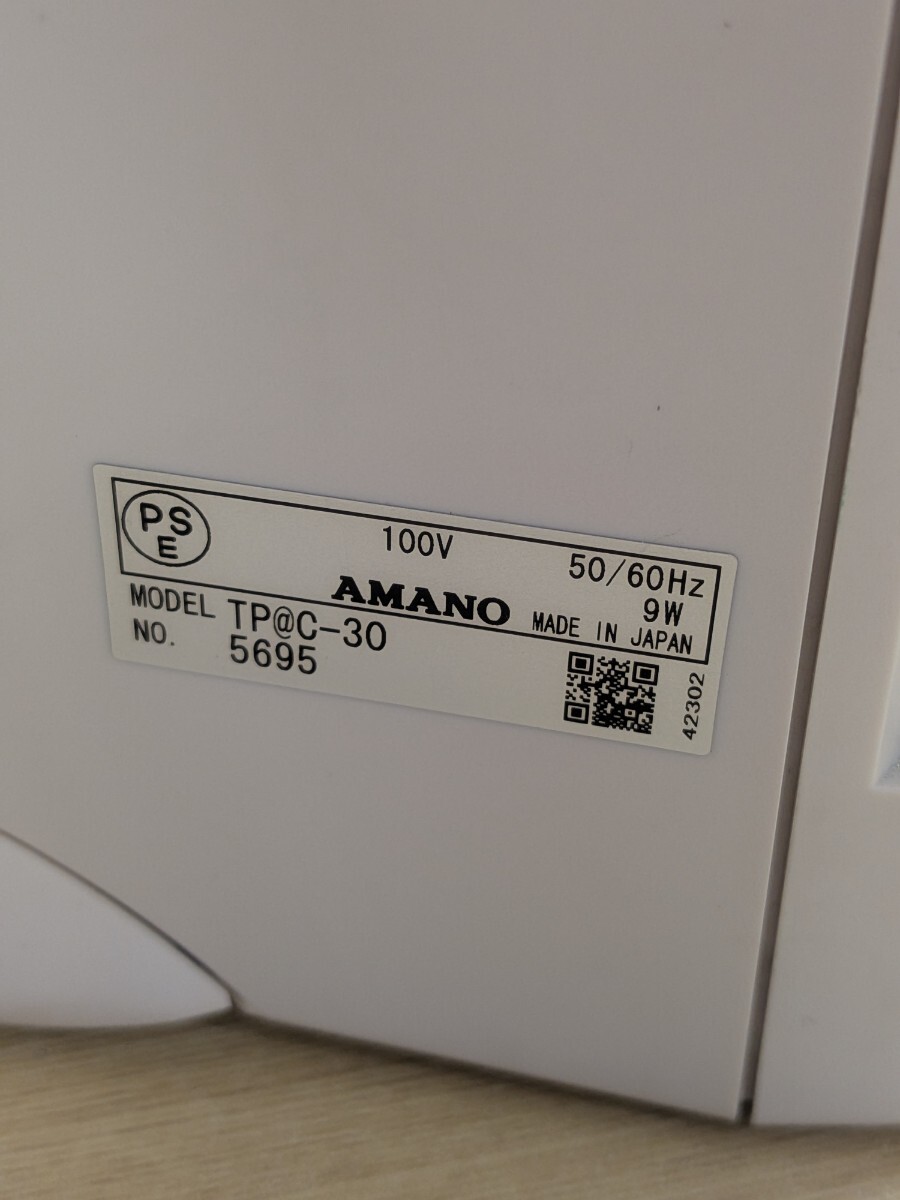 PS
E
100V
50/60Hz
9W
AMANO
MADE IN JAPAN
MODEL TP@C-30
NO. 5695
42302